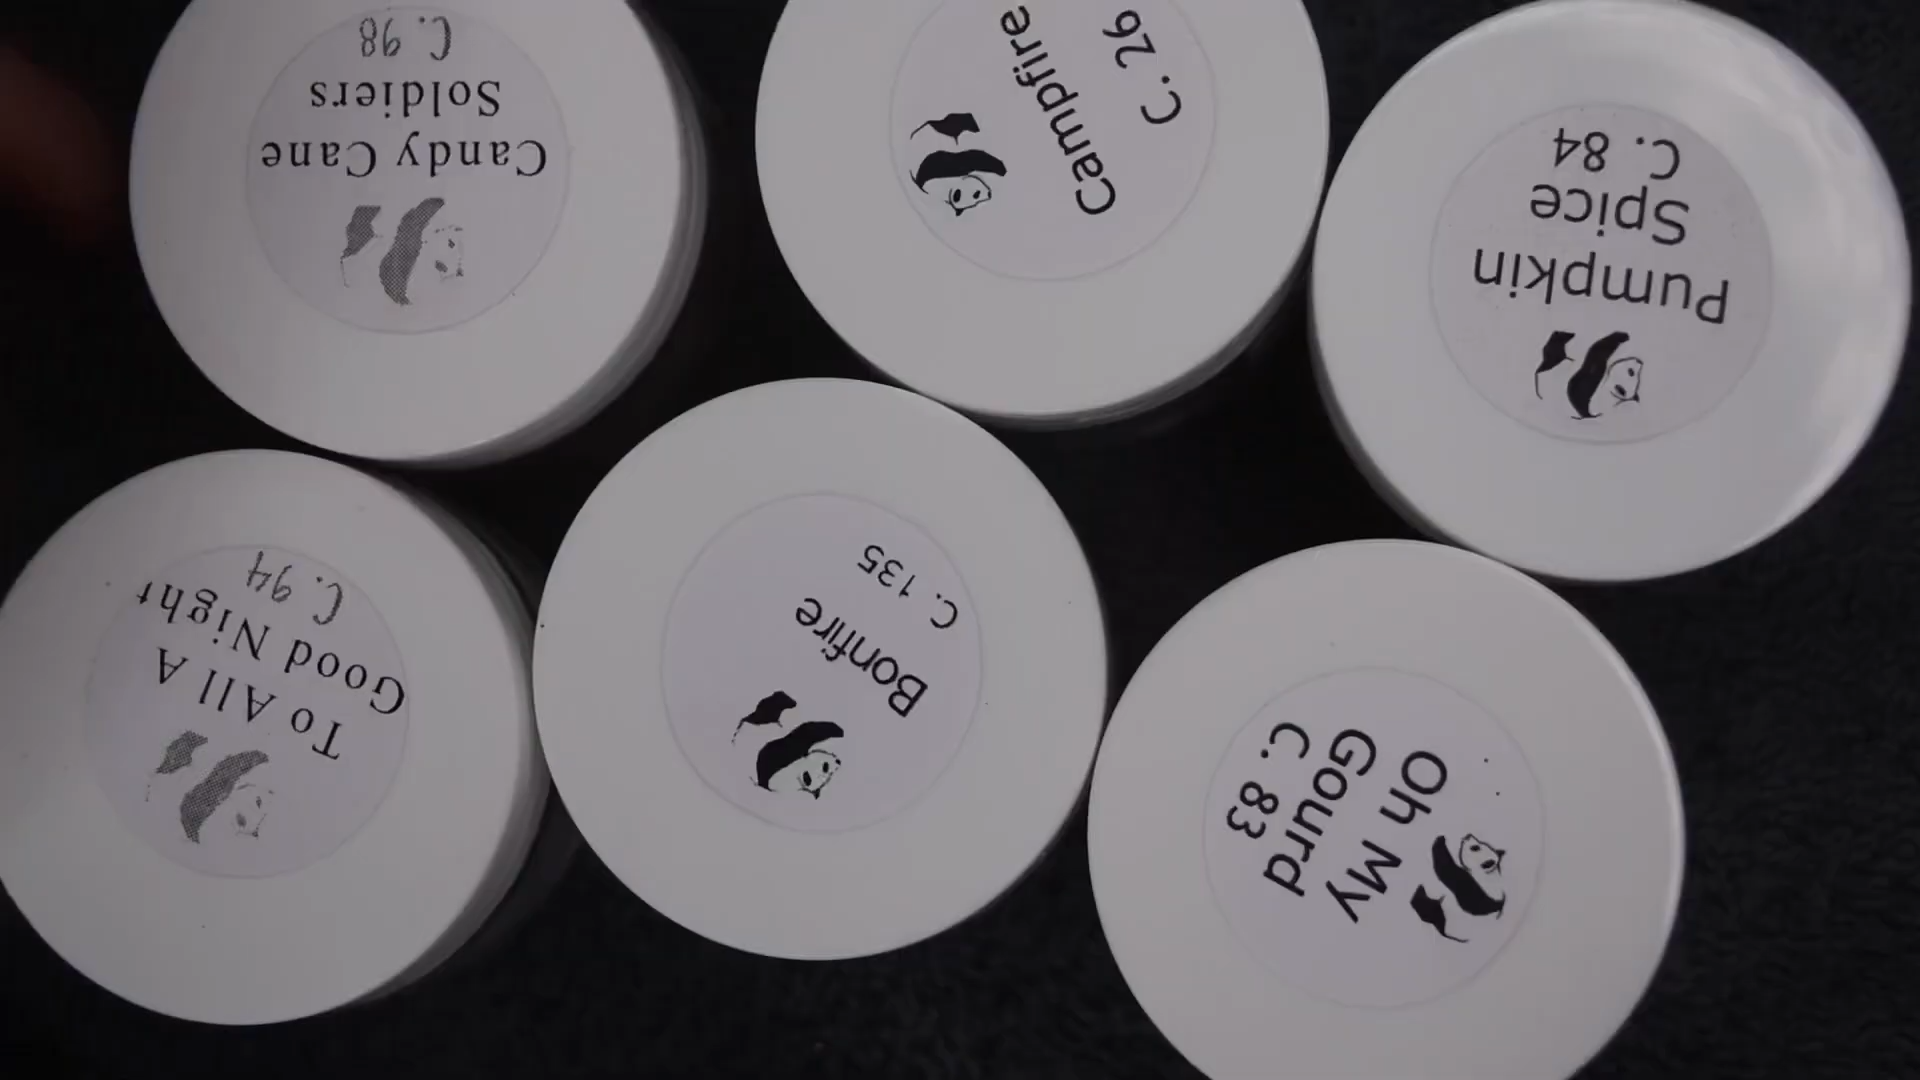 Candy Cane
Soldiers
C. 98
Campfire
C. 26
Pumpkin
Spice
C. 84
To All A
Good Night
C. 94
Bonfire
C. 135
Oh My
Gourd
C. 83